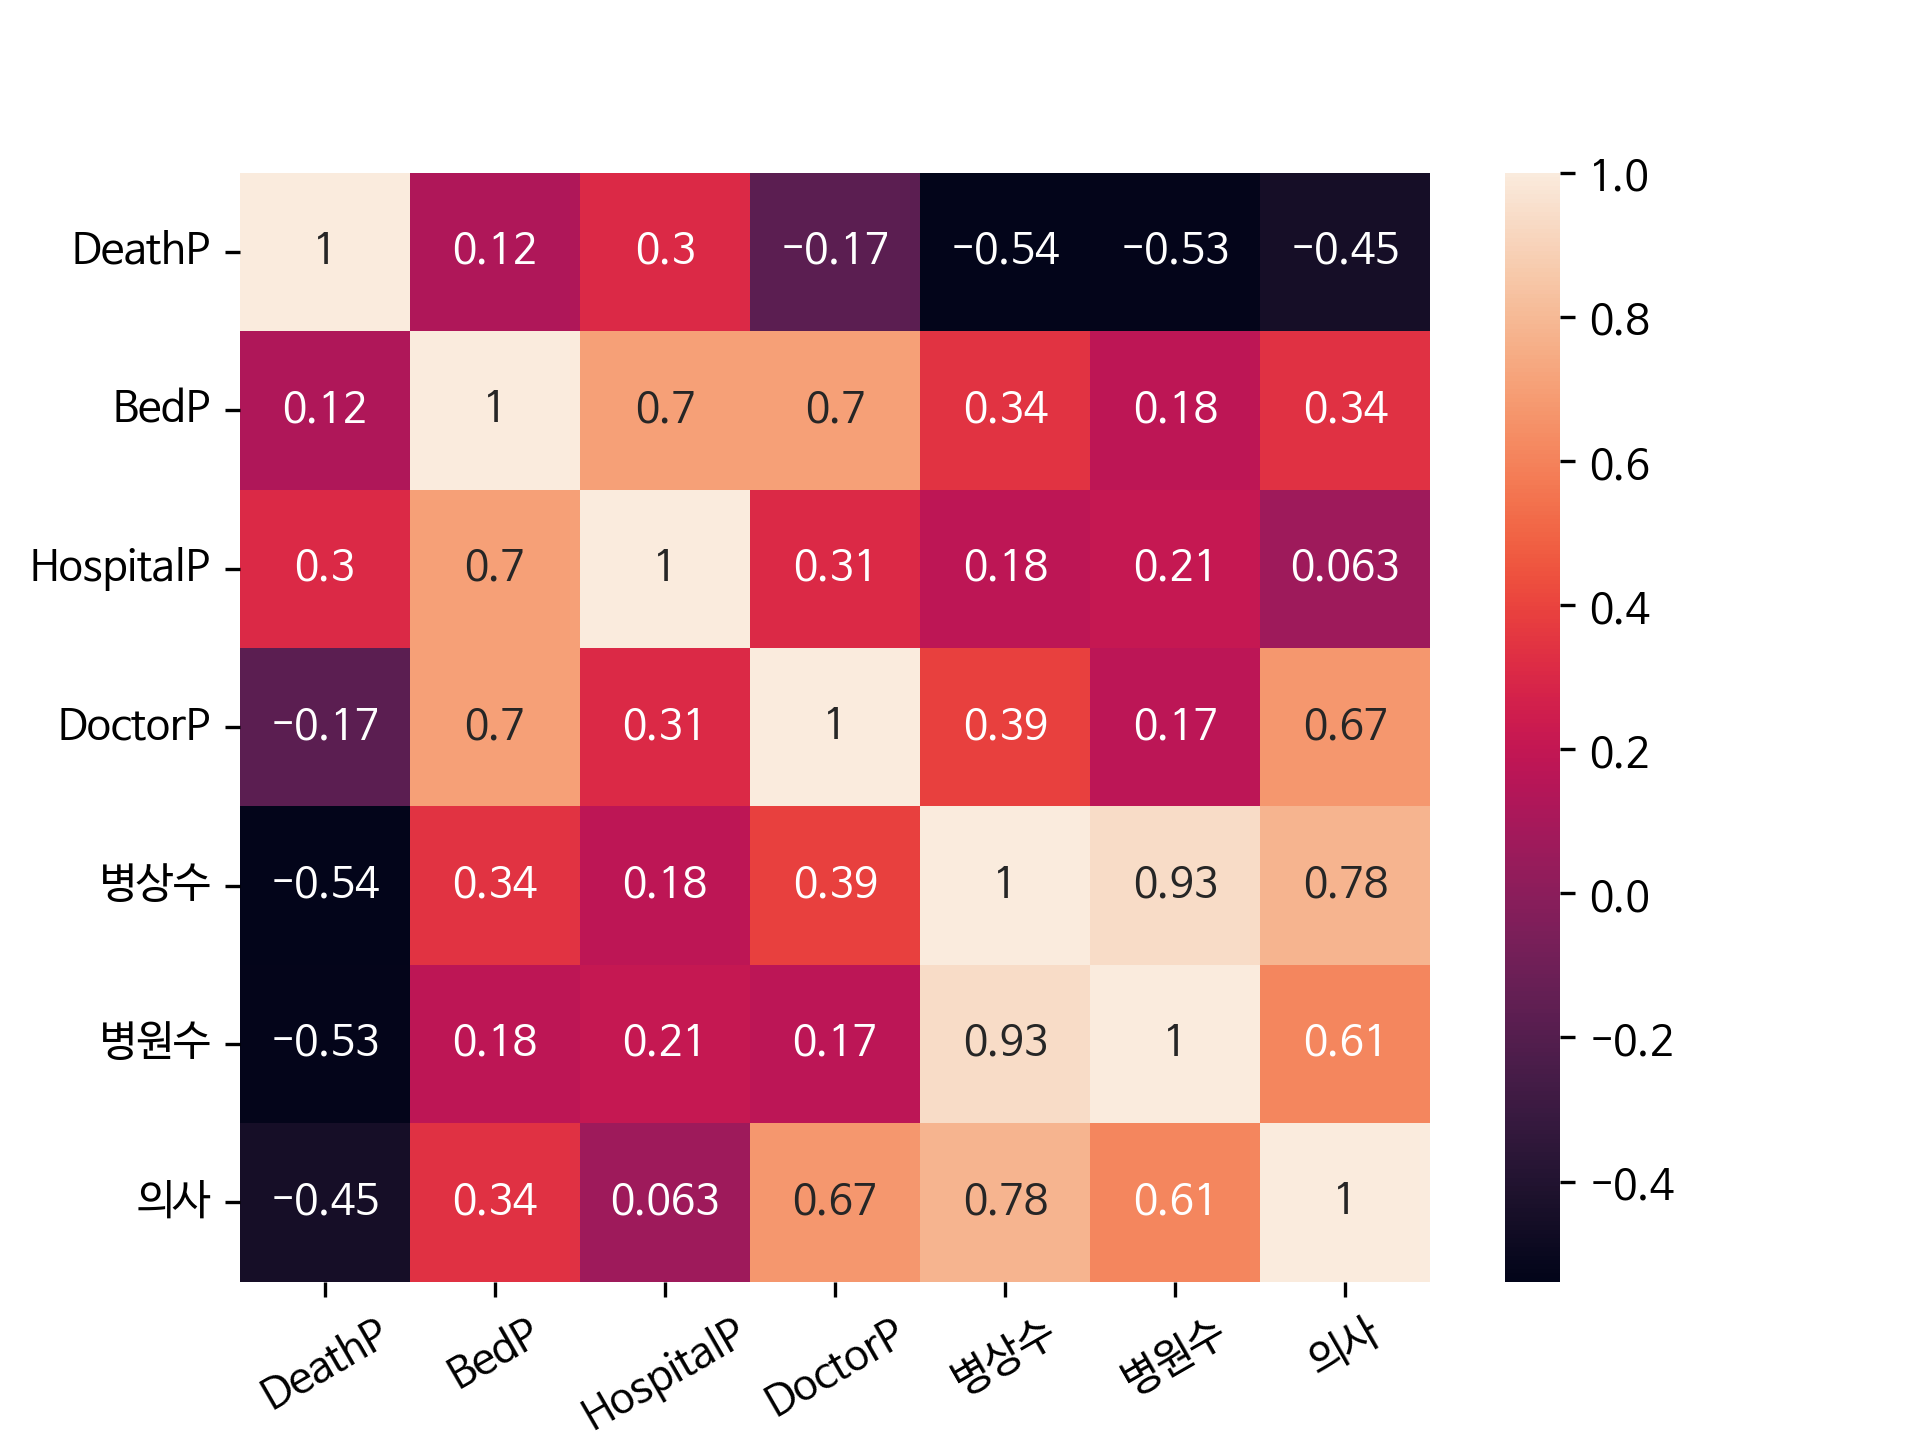 DeathP 1 0.12 0.3 −0.17 −0.54 −0.53 −0.45
BedP 0.12 1 0.7 0.7 0.34 0.18 0.34
HospitalP 0.3 0.7 1 0.31 0.18 0.21 0.063
DoctorP −0.17 0.7 0.31 1 0.39 0.17 0.67
병상수 −0.54 0.34 0.18 0.39 1 0.93 0.78
병원수 −0.53 0.18 0.21 0.17 0.93 1 0.61
의사 −0.45 0.34 0.063 0.67 0.78 0.61 1
DeathP BedP HospitalP DoctorP 병상수 병원수 의사
1.0
0.8
0.6
0.4
0.2
0.0
−0.2
−0.4